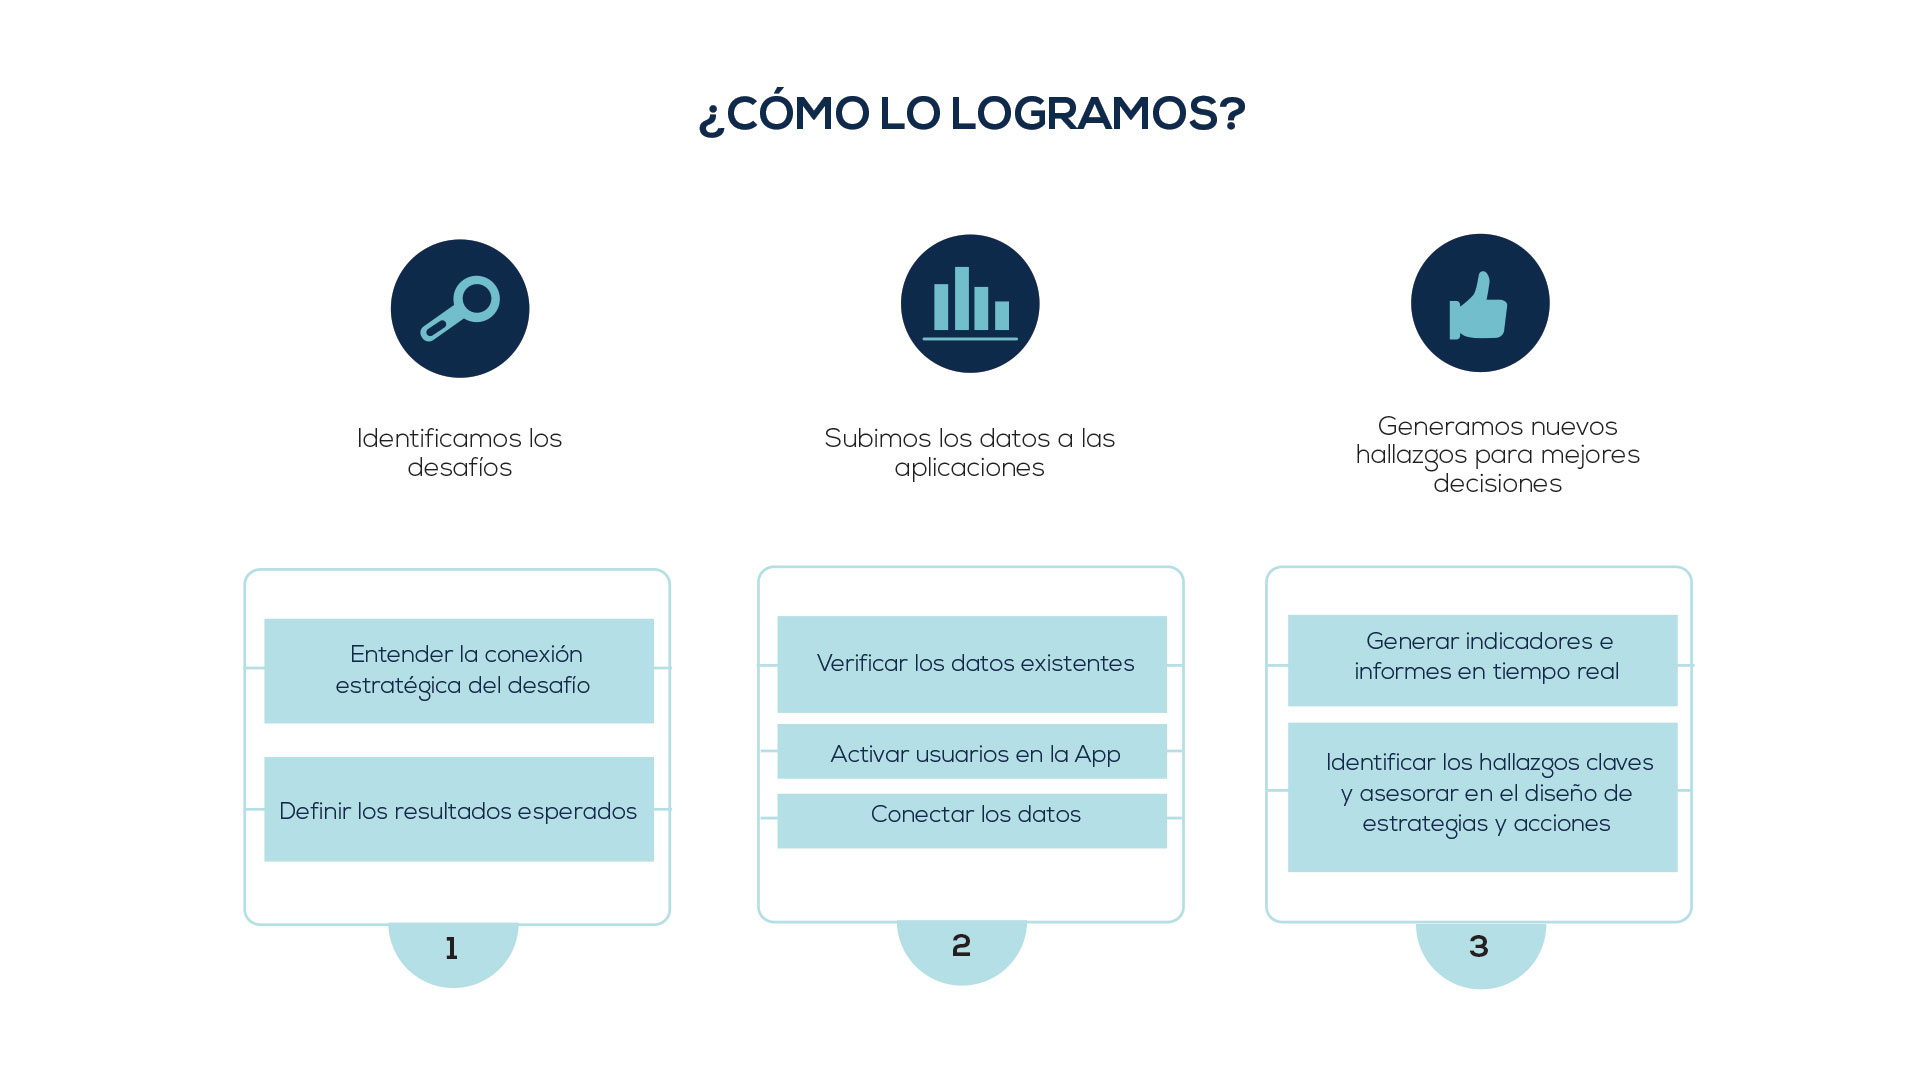 ¿CÓMO LO LOGRAMOS?
Identificamos los
desafíos
Entender la conexión
estratégica del desafío
Definir los resultados esperados
1
Subimos los datos a las
aplicaciones
Verificar los datos existentes
Activar usuarios en la App
Conectar los datos
2
Generamos nuevos
hallazgos para mejores
decisiones
Generar indicadores e
informes en tiempo real
Identificar los hallazgos claves
y asesorar en el diseño de
estrategias y acciones
3